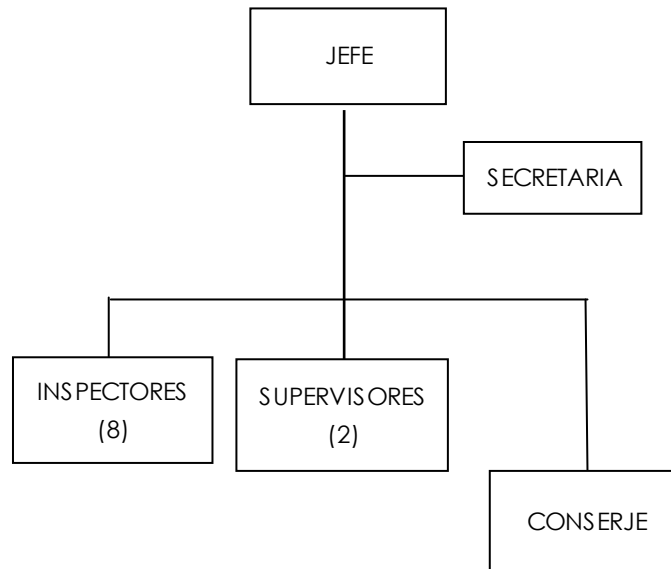 JEFE
SECRETARIA
INSPECTORES
(8)
SUPERVISORES
(2)
CONSERJE